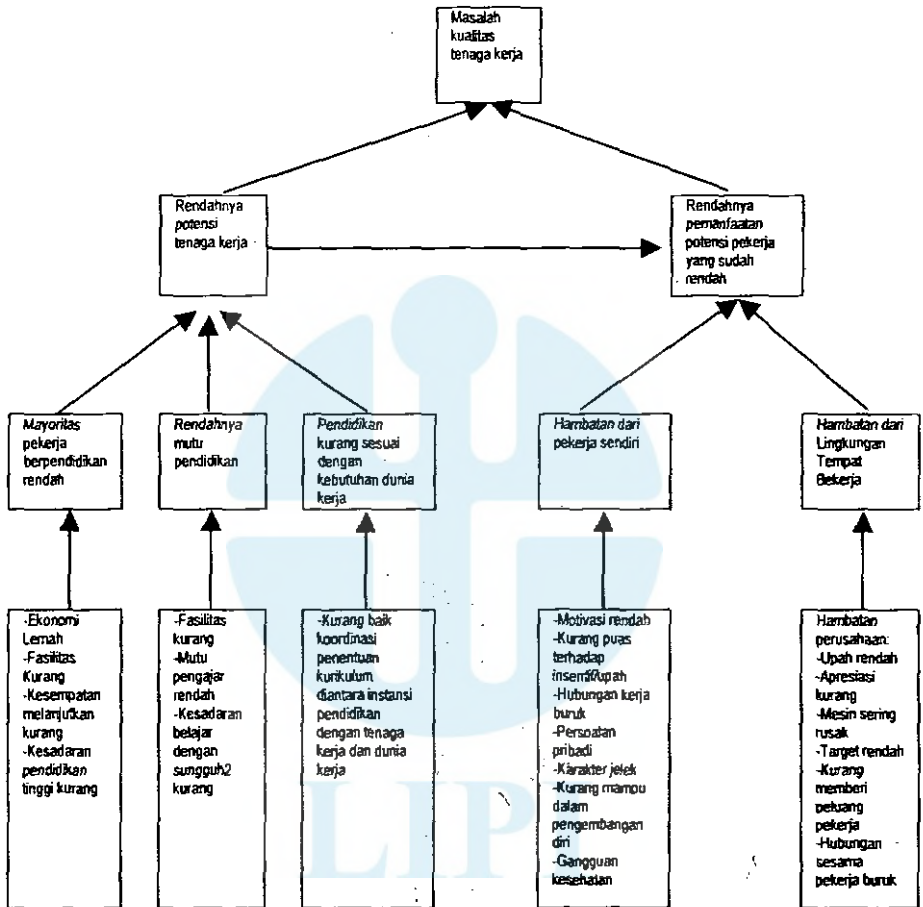 Masalah
kualitas
tenaga kerja
Rendahnya
potensi
tenaga kerja
Rendahnya
pemanfaatan
potensi pekerja
yang sudah
rendah
Mayoritas
pekerja
berpendidikan
rendah
Rendahnya
mutu
pendidikan
Pendidikan
kurang sesuai
dengan
kebutuhan dunia
kerja
Hambatan dari
pekerja sendiri
Hambatan dari
Lingkungan
Tempat
Bekerja
-Ekonomi
Lemah
-Fasilitas
Kurang
-Kesempatan
melanjutkan
kurang
-Kesadaran
pendidikan
tinggi kurang
-Fasilitas
kurang
-Mutu
pengajar
rendah
-Kesadaran
belajar
dengan
sungguh2
kurang
-Kurang baik
koordinasi
penentuan
kurikulum
diantara instansi
pendidikan
dengan tenaga
kerja dan dunia
kerja
-Motivasi rendah
-Kurang puas
terhadap
insentif/upah
-Hubungan kerja
buruk
-Persoalan
pribadi
-Karakter jelek
-Kurang mampu
dalam
pengembangan
diri
-Gangguan
kesehatan
Hambatan
perusahaan:
-Upah rendah
-Apresiasi
kurang
-Mesin sering
rusak
-Target rendah
-Kurang
memberi
peluang
pekerja
-Hubungan
sesama
pekerja buruk
LIPI